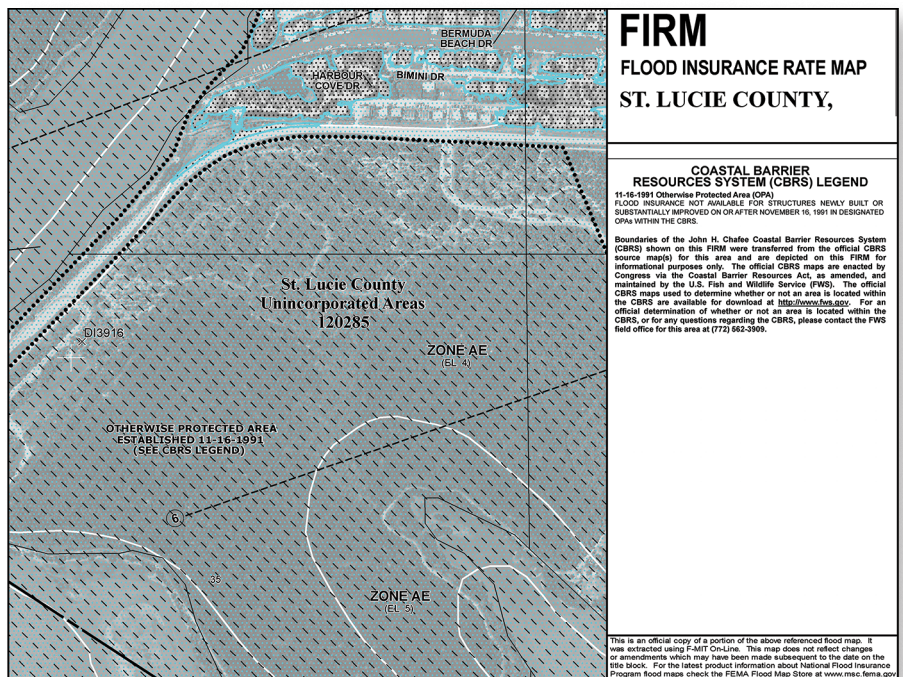 BERMUDA
BEACH DR
HARBOUR
COVE DR
BIMINI DR
St. Lucie County
Unincorporated Areas
120285
DI3916
ZONE AE
(EL 4)
OTHERWISE PROTECTED AREA
ESTABLISHED 11-16-1991
(SEE CBRS LEGEND)
6
35
ZONE AE
(EL 5)
FIRM
FLOOD INSURANCE RATE MAP
ST. LUCIE COUNTY,
COASTAL BARRIER
RESOURCES SYSTEM (CBRS) LEGEND
11-16-1991 Otherwise Protected Area (OPA)
FLOOD INSURANCE NOT AVAILABLE FOR STRUCTURES NEWLY BUILT OR
SUBSTANTIALLY IMPROVED ON OR AFTER NOVEMBER 16, 1991 IN DESIGNATED
OPAs WITHIN THE CBRS.
Boundaries of the John H. Chafee Coastal Barrier Resources System
(CBRS) shown on this FIRM were transferred from the official CBRS
source map(s) for this area and are depicted on this FIRM for
informational purposes only. The official CBRS maps are enacted by
Congress via the Coastal Barrier Resources Act, as amended, and
maintained by the U.S. Fish and Wildlife Service (FWS). The official
CBRS maps used to determine whether or not an area is located within
the CBRS are available for download at http://www.fws.gov. For an
official determination of whether or not an area is located within the
CBRS, or for any questions regarding the CBRS, please contact the FWS
field office for this area at (772) 562-3909.
This is an official copy of a portion of the above referenced flood map. It
was extracted using F-MIT On-Line. This map does not reflect changes
or amendments which may have been made subsequent to the date on the
title block. For the latest product information about National Flood Insurance
Program flood maps check the FEMA Flood Map Store at www.msc.fema.gov